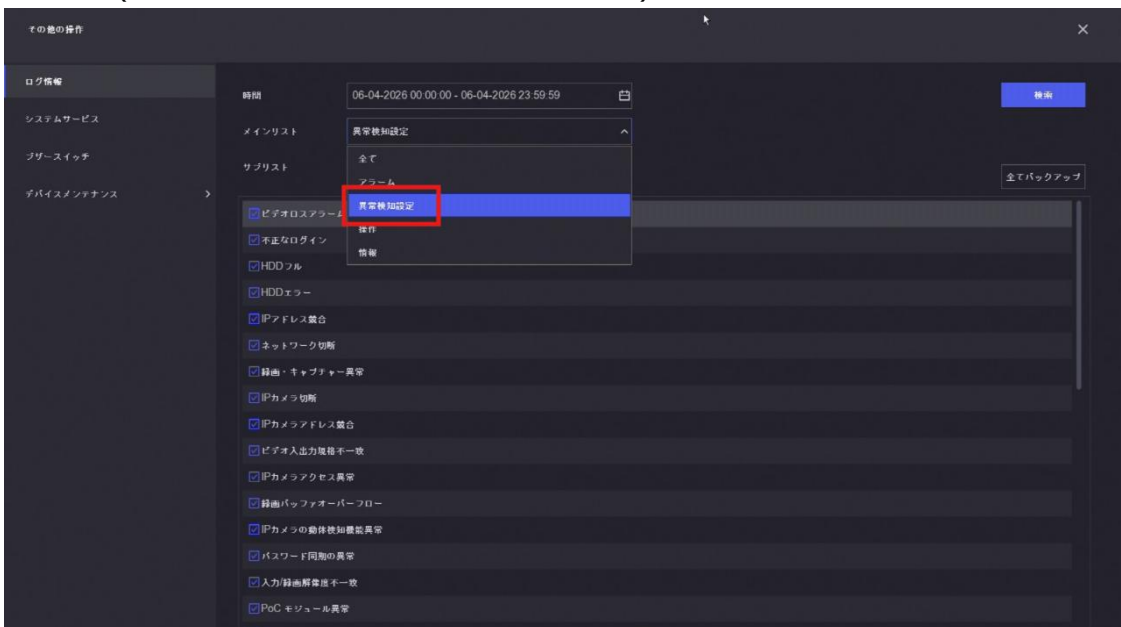 その他の操作
ログ情報
システムサービス
ブザースイッチ
デバイスメンテナンス
時間
06-04-2026 00:00:00 - 06-04-2026 23:59:59
検索
メインリスト
異常検知設定
サブリスト
全て
アラーム
異常検知設定
操作
情報
全てバックアップ
ビデオロスアラーム
不正なログイン
HDDフル
HDDエラー
IPアドレス競合
ネットワーク切断
録画・キャプチャー異常
IPカメラ切断
IPカメラアドレス競合
ビデオ入出力規格不一致
IPカメラアクセス異常
録画バッファオーバーフロー
IPカメラの動体検知機能異常
パスワード同期の異常
入力/録画解像度不一致
PoC モジュール異常